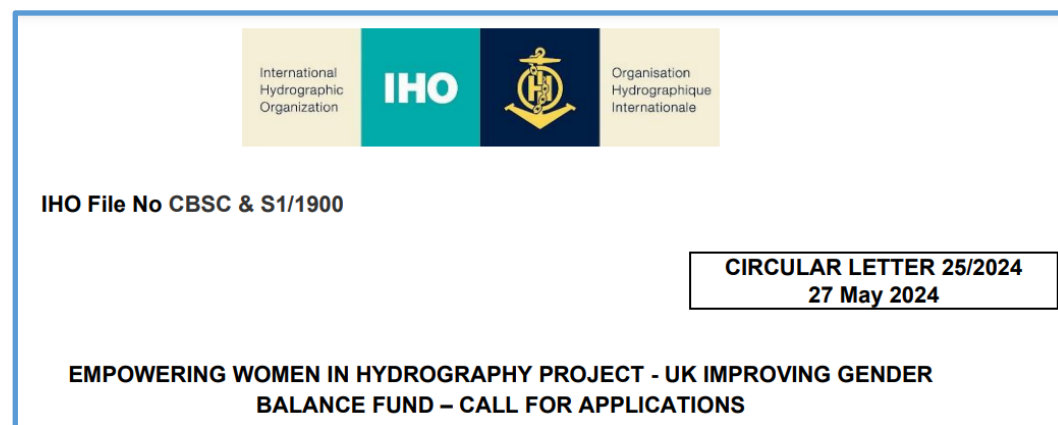 International
Hydrographic
Organization
IHO
Organisation
Hydrographique
Internationale
IHO File No CBSC & S1/1900
CIRCULAR LETTER 25/2024
27 May 2024
EMPOWERING WOMEN IN HYDROGRAPHY PROJECT - UK IMPROVING GENDER
BALANCE FUND – CALL FOR APPLICATIONS